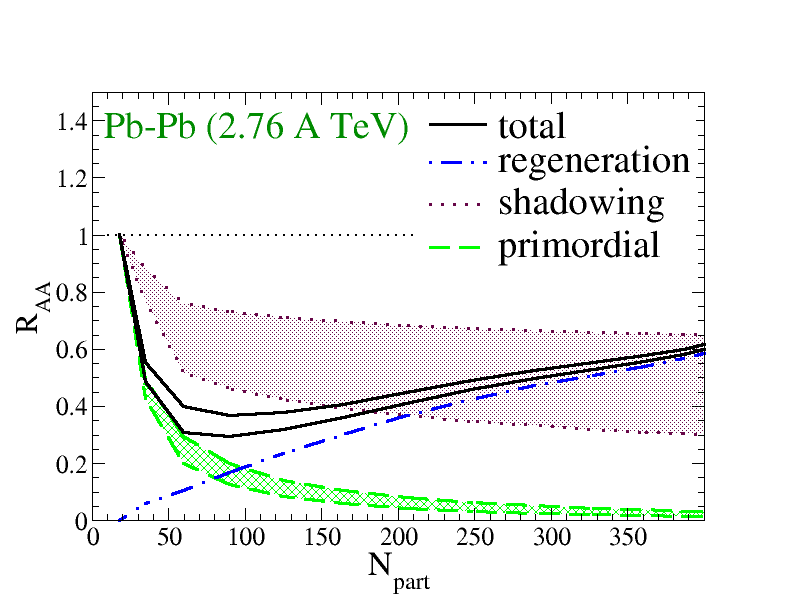 Pb-Pb (2.76 A TeV)
total
regeneration
shadowing
primordial
1.4
1.2
1
0.8
0.6
0.4
0.2
0
R_AA
0 50 100 150 200 250 300 350
N_part